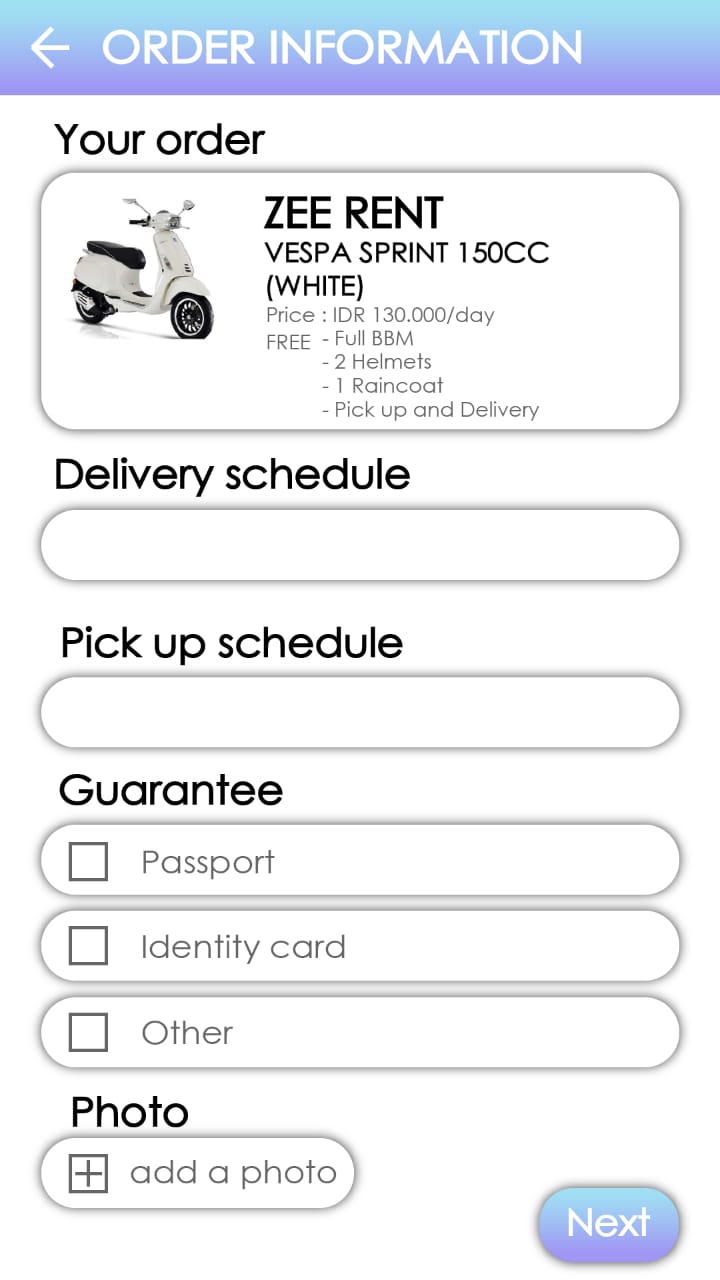 ORDER INFORMATION
Your order
ZEE RENT
VESPA SPRINT 150CC
(WHITE)
Price : IDR 130.000/day
FREE - Full BBM
- 2 Helmets
- 1 Raincoat
- Pick up and Delivery
Delivery schedule
Pick up schedule
Guarantee
Passport
Identity card
Other
Photo
add a photo
Next